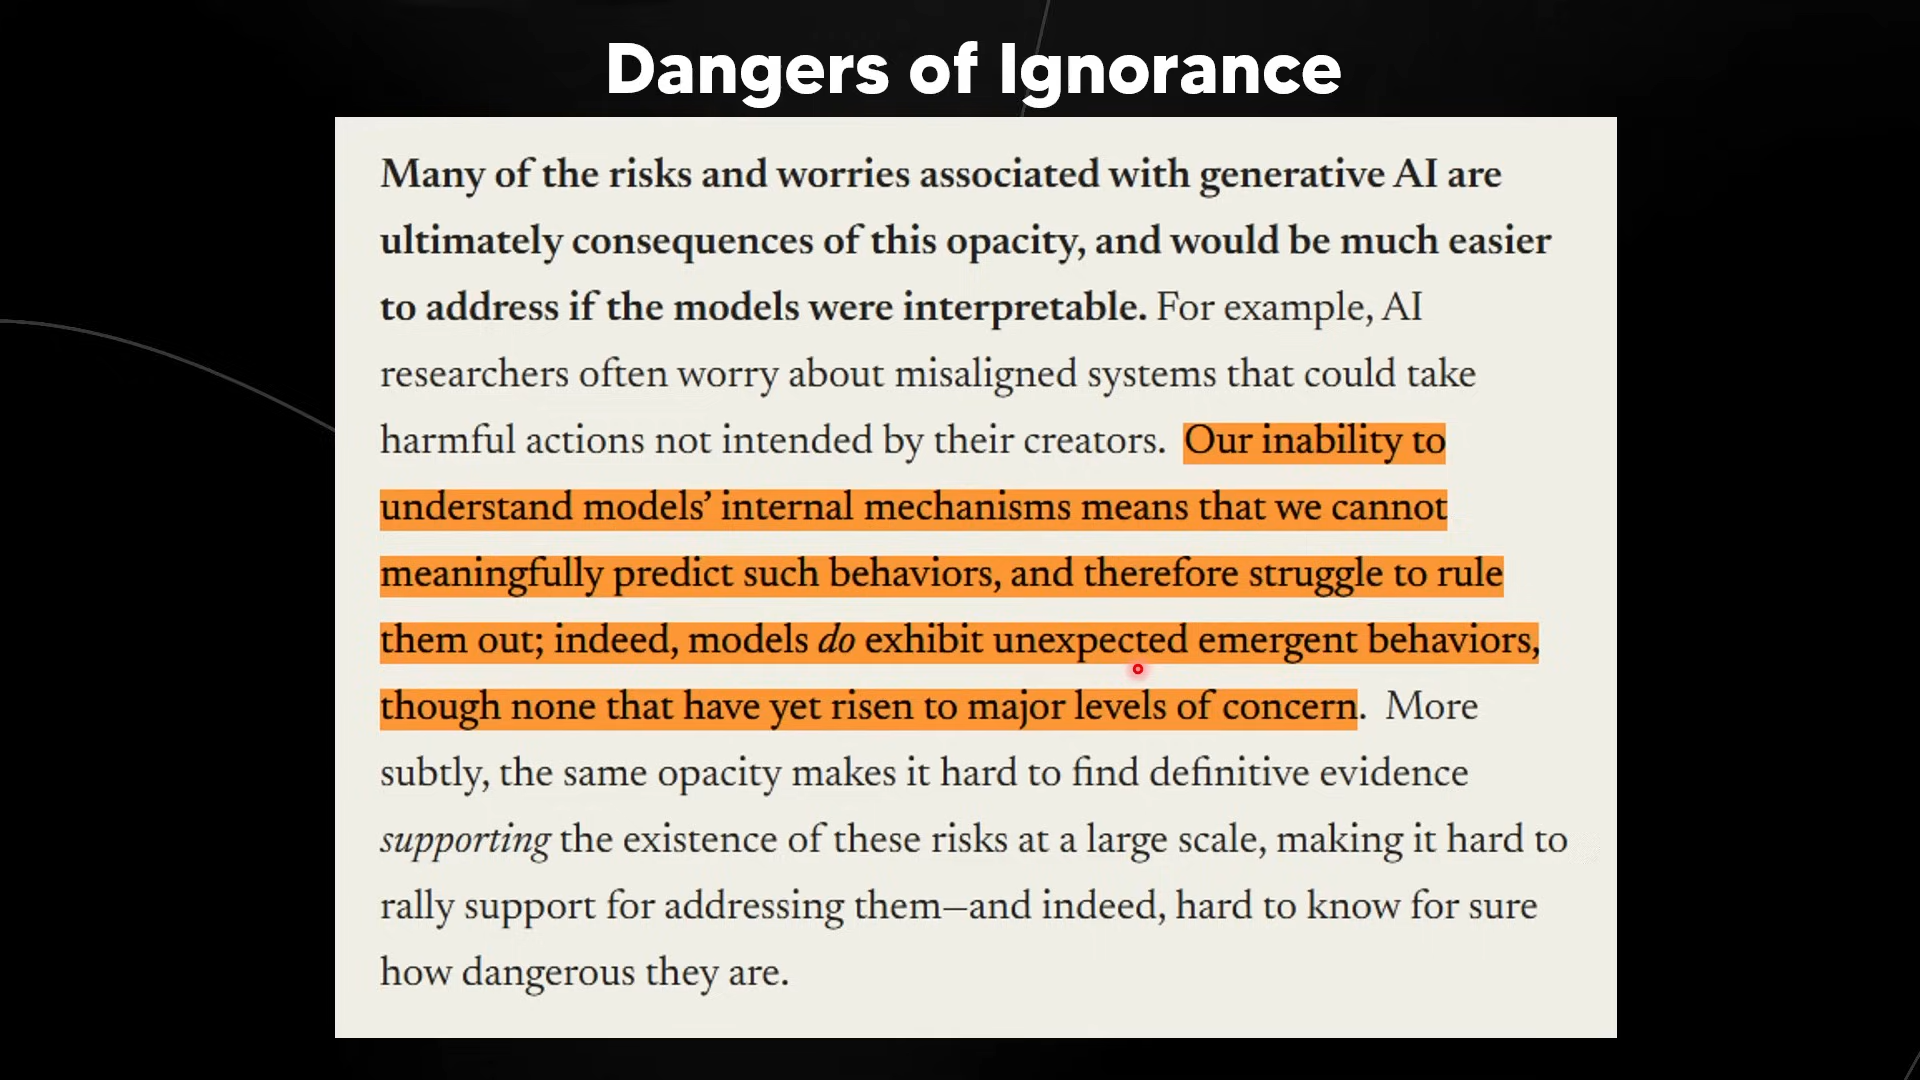 Dangers of Ignorance
Many of the risks and worries associated with generative AI are
ultimately consequences of this opacity, and would be much easier
to address if the models were interpretable. For example, AI
researchers often worry about misaligned systems that could take
harmful actions not intended by their creators. Our inability to
understand models’ internal mechanisms means that we cannot
meaningfully predict such behaviors, and therefore struggle to rule
them out; indeed, models do exhibit unexpected emergent behaviors,
though none that have yet risen to major levels of concern. More
subtly, the same opacity makes it hard to find definitive evidence
supporting the existence of these risks at a large scale, making it hard to
rally support for addressing them—and indeed, hard to know for sure
how dangerous they are.